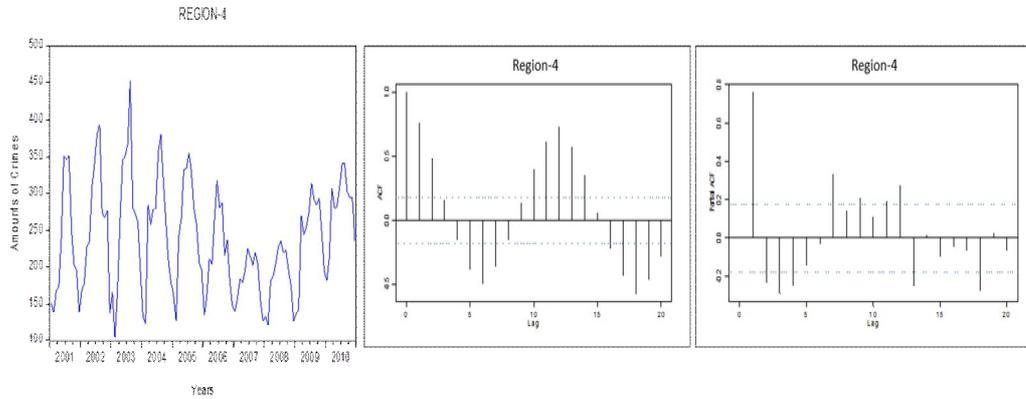 REGION-4
500
450
400
350
300
250
200
150
100
Amounts of Crimes
2001 2002 2003 2004 2005 2006 2007 2008 2009 2010
Years
Region-4
1.0
0.5
0.0
-0.5
ACF
0 5 10 15 20
Lag
Region-4
0.8
0.6
0.4
0.2
0.0
-0.2
Partial ACF
0 5 10 15 20
Lag